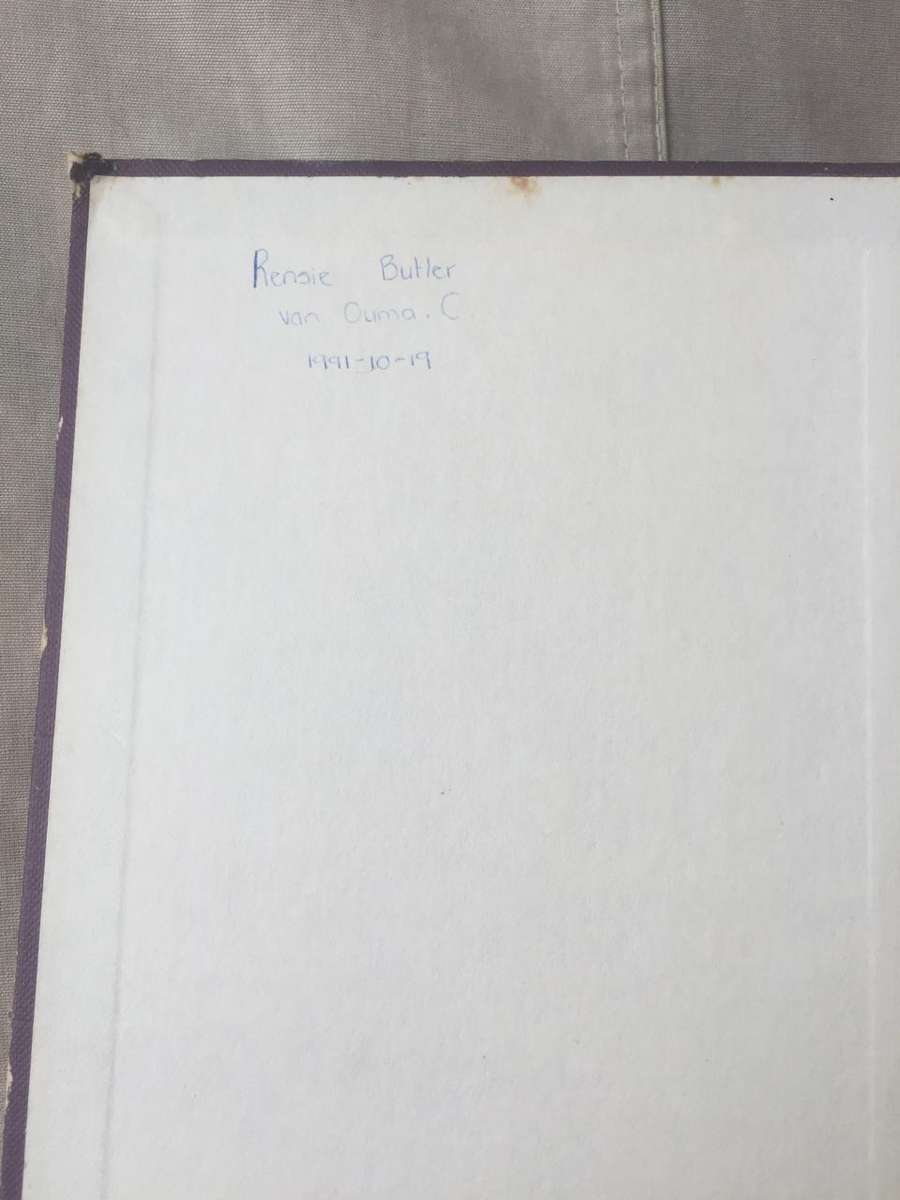 Rensie Butler
van Ouma. C
1991-10-19